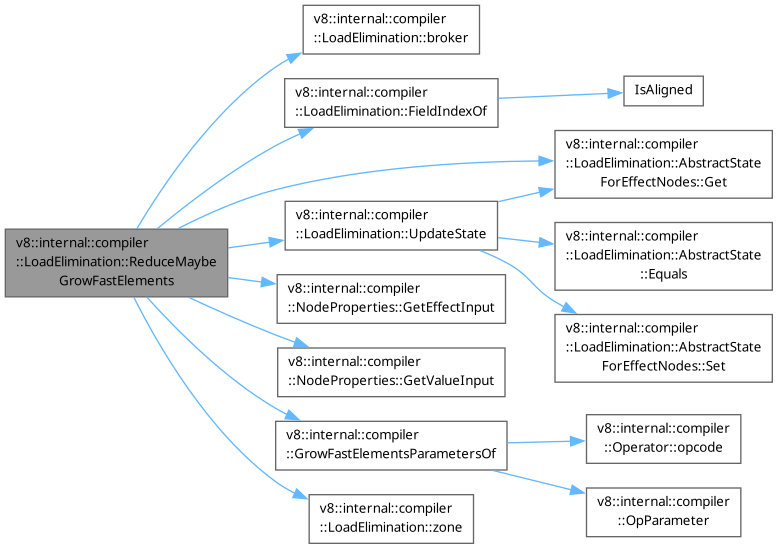 v8::internal::compiler
::LoadElimination::broker
v8::internal::compiler
::LoadElimination::FieldIndexOf
IsAligned
v8::internal::compiler
::LoadElimination::AbstractState
ForEffectNodes::Get
v8::internal::compiler
::LoadElimination::UpdateState
v8::internal::compiler
::LoadElimination::ReduceMaybe
GrowFastElements
v8::internal::compiler
::LoadElimination::AbstractState
::Equals
v8::internal::compiler
::NodeProperties::GetEffectInput
v8::internal::compiler
::LoadElimination::AbstractState
ForEffectNodes::Set
v8::internal::compiler
::NodeProperties::GetValueInput
v8::internal::compiler
::GrowFastElementsParametersOf
v8::internal::compiler
::Operator::opcode
v8::internal::compiler
::OpParameter
v8::internal::compiler
::LoadElimination::zone